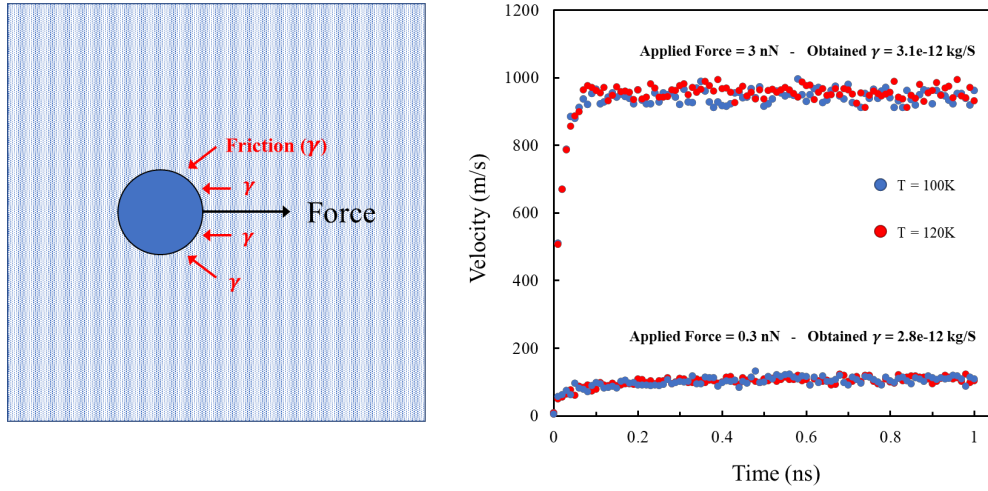 Friction (γ)
γ
Force
γ
γ
1200
1000
800
600
400
200
0
Velocity (m/s)
Applied Force = 3 nN - Obtained γ = 3.1e-12 kg/S
T = 100K
T = 120K
Applied Force = 0.3 nN - Obtained γ = 2.8e-12 kg/S
0 0.2 0.4 0.6 0.8 1
Time (ns)